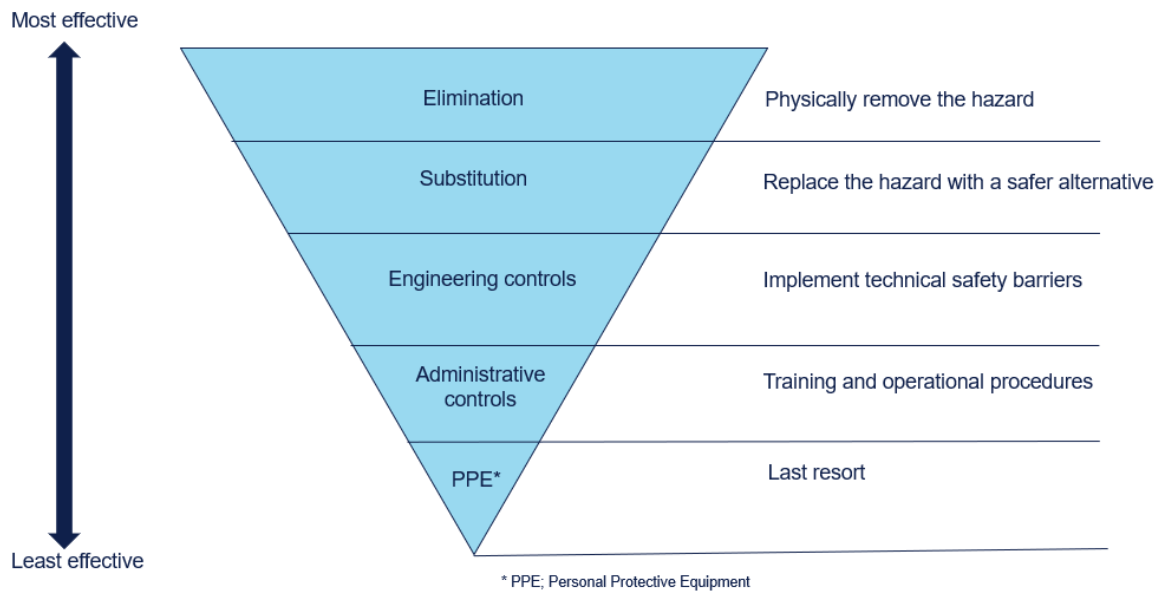 Most effective
Elimination
Physically remove the hazard
Substitution
Replace the hazard with a safer alternative
Engineering controls
Implement technical safety barriers
Administrative
controls
Training and operational procedures
PPE*
Last resort
Least effective
* PPE; Personal Protective Equipment